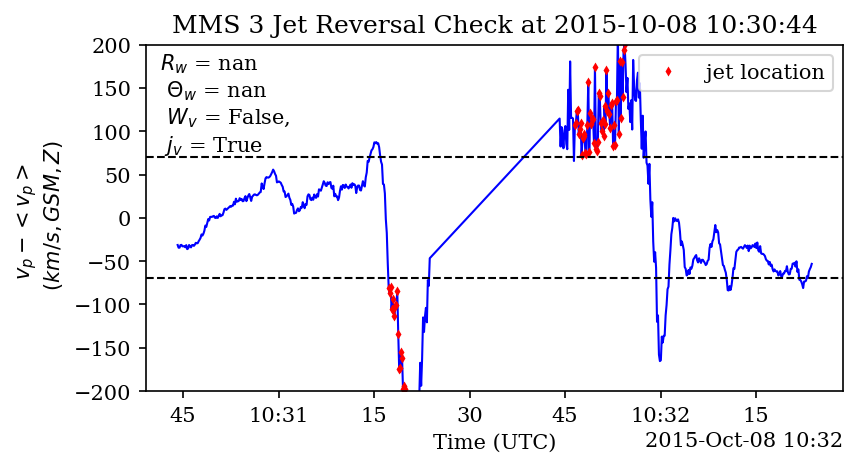 MMS 3 Jet Reversal Check at 2015-10-08 10:30:44
R_w = nan
Θ_w = nan
W_v = False,
j_v = True
jet location
200
150
100
50
0
−50
−100
−150
−200
v_p − < v_p >
(km/s, GSM, Z)
45 10:31 15 30 45 10:32 15
Time (UTC)
2015-Oct-08 10:32